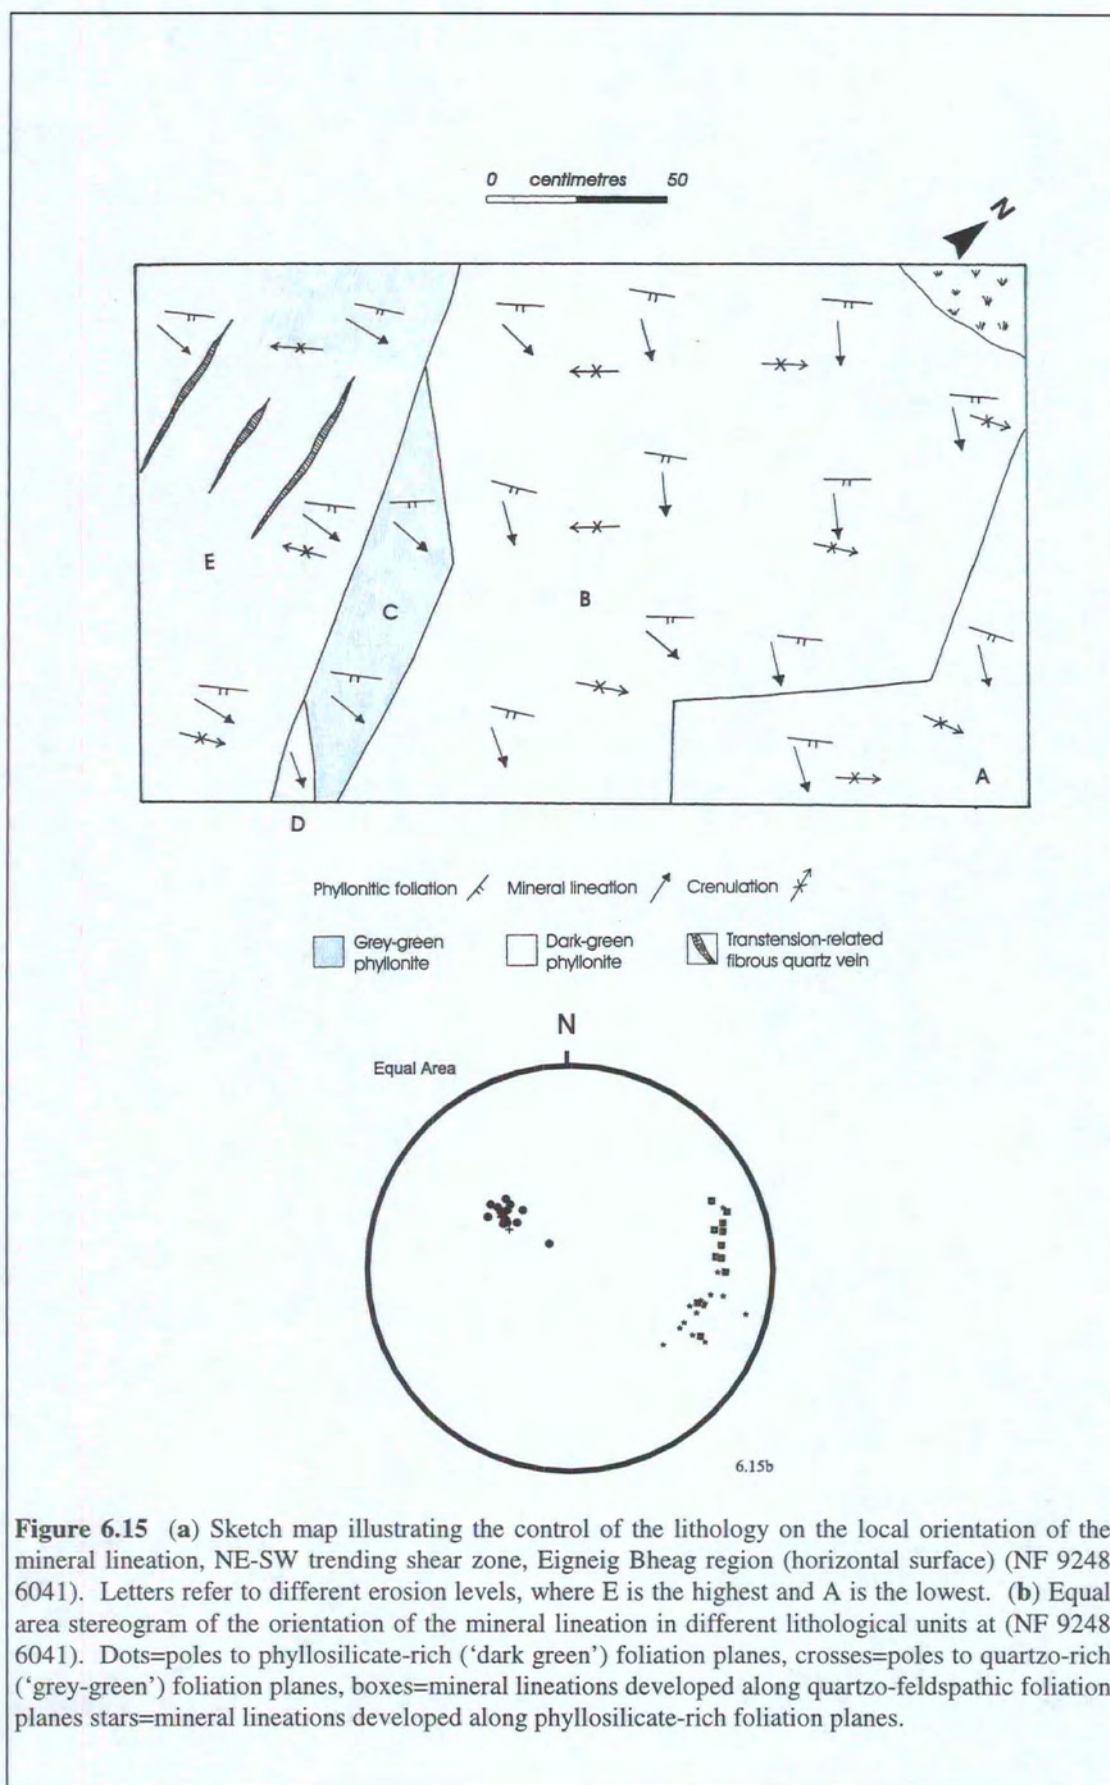 0 centimetres 50
N
E
C
B
A
D
Phyllonitic foliation Mineral lineation Crenulation
Grey-green
phyllonite
Dark-green
phyllonite
Transtension-related
fibrous quartz vein
N
Equal Area
6.15b
Figure 6.15 (a) Sketch map illustrating the control of the lithology on the local orientation of the
mineral lineation, NE-SW trending shear zone, Eigneig Bheag region (horizontal surface) (NF 9248
6041). Letters refer to different erosion levels, where E is the highest and A is the lowest. (b) Equal
area stereogram of the orientation of the mineral lineation in different lithological units at (NF 9248
6041). Dots=poles to phyllosilicate-rich (‘dark green’) foliation planes, crosses=poles to quartzo-rich
(‘grey-green’) foliation planes, boxes=mineral lineations developed along quartzo-feldspathic foliation
planes stars=mineral lineations developed along phyllosilicate-rich foliation planes.